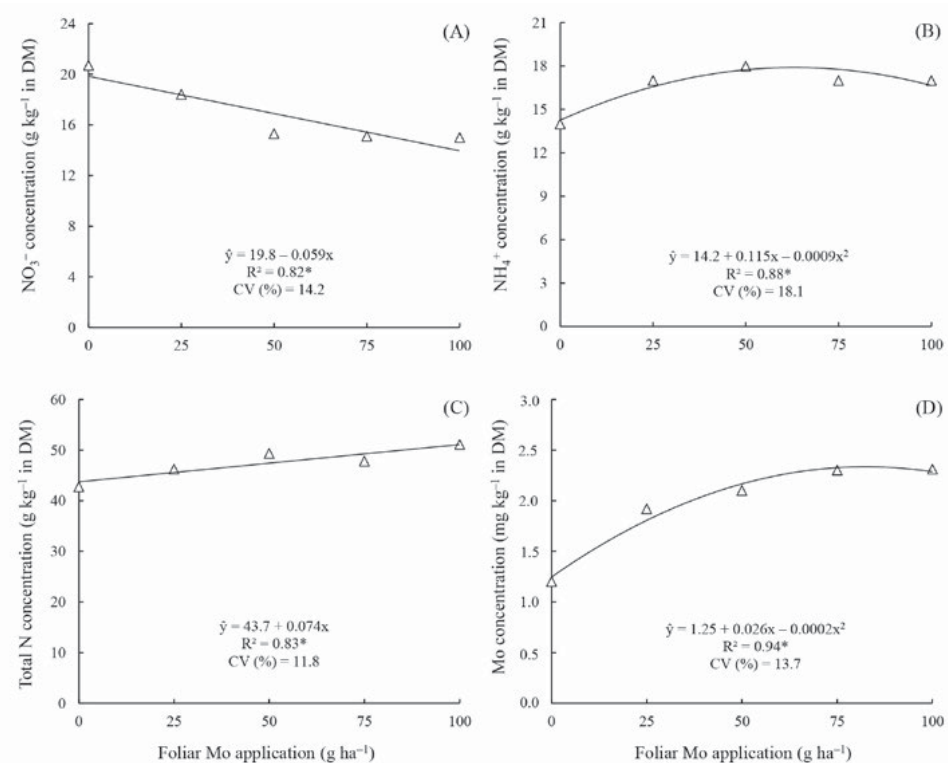 (A)
NO₃⁻ concentration (g kg⁻¹ in DM)
24
20
16
12
8
4
0
ŷ = 19.8 – 0.059x
R² = 0.82*
CV (%) = 14.2
0 25 50 75 100
(B)
NH₄⁺ concentration (g kg⁻¹ in DM)
21
18
15
12
9
6
3
0
ŷ = 14.2 + 0.115x – 0.0009x²
R² = 0.88*
CV (%) = 18.1
0 25 50 75 100
(C)
Total N concentration (g kg⁻¹ in DM)
60
50
40
30
20
10
0
ŷ = 43.7 + 0.074x
R² = 0.83*
CV (%) = 11.8
0 25 50 75 100
Foliar Mo application (g ha⁻¹)
(D)
Mo concentration (mg kg⁻¹ in DM)
3.0
2.5
2.0
1.5
1.0
0.5
0.0
ŷ = 1.25 + 0.026x – 0.0002x²
R² = 0.94*
CV (%) = 13.7
0 25 50 75 100
Foliar Mo application (g ha⁻¹)